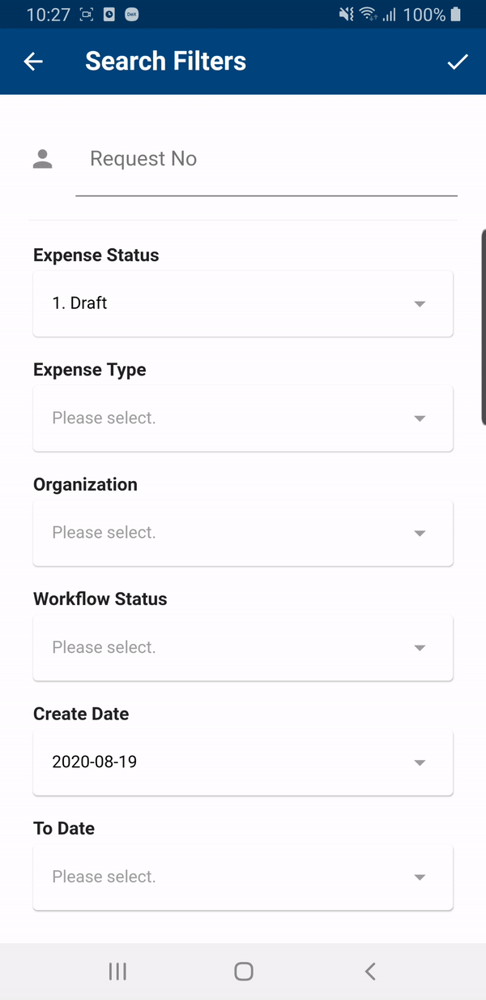 10:27 DeX 100%
Search Filters
Request No
Expense Status
1. Draft
Expense Type
Please select.
Organization
Please select.
Workflow Status
Please select.
Create Date
2020-08-19
To Date
Please select.